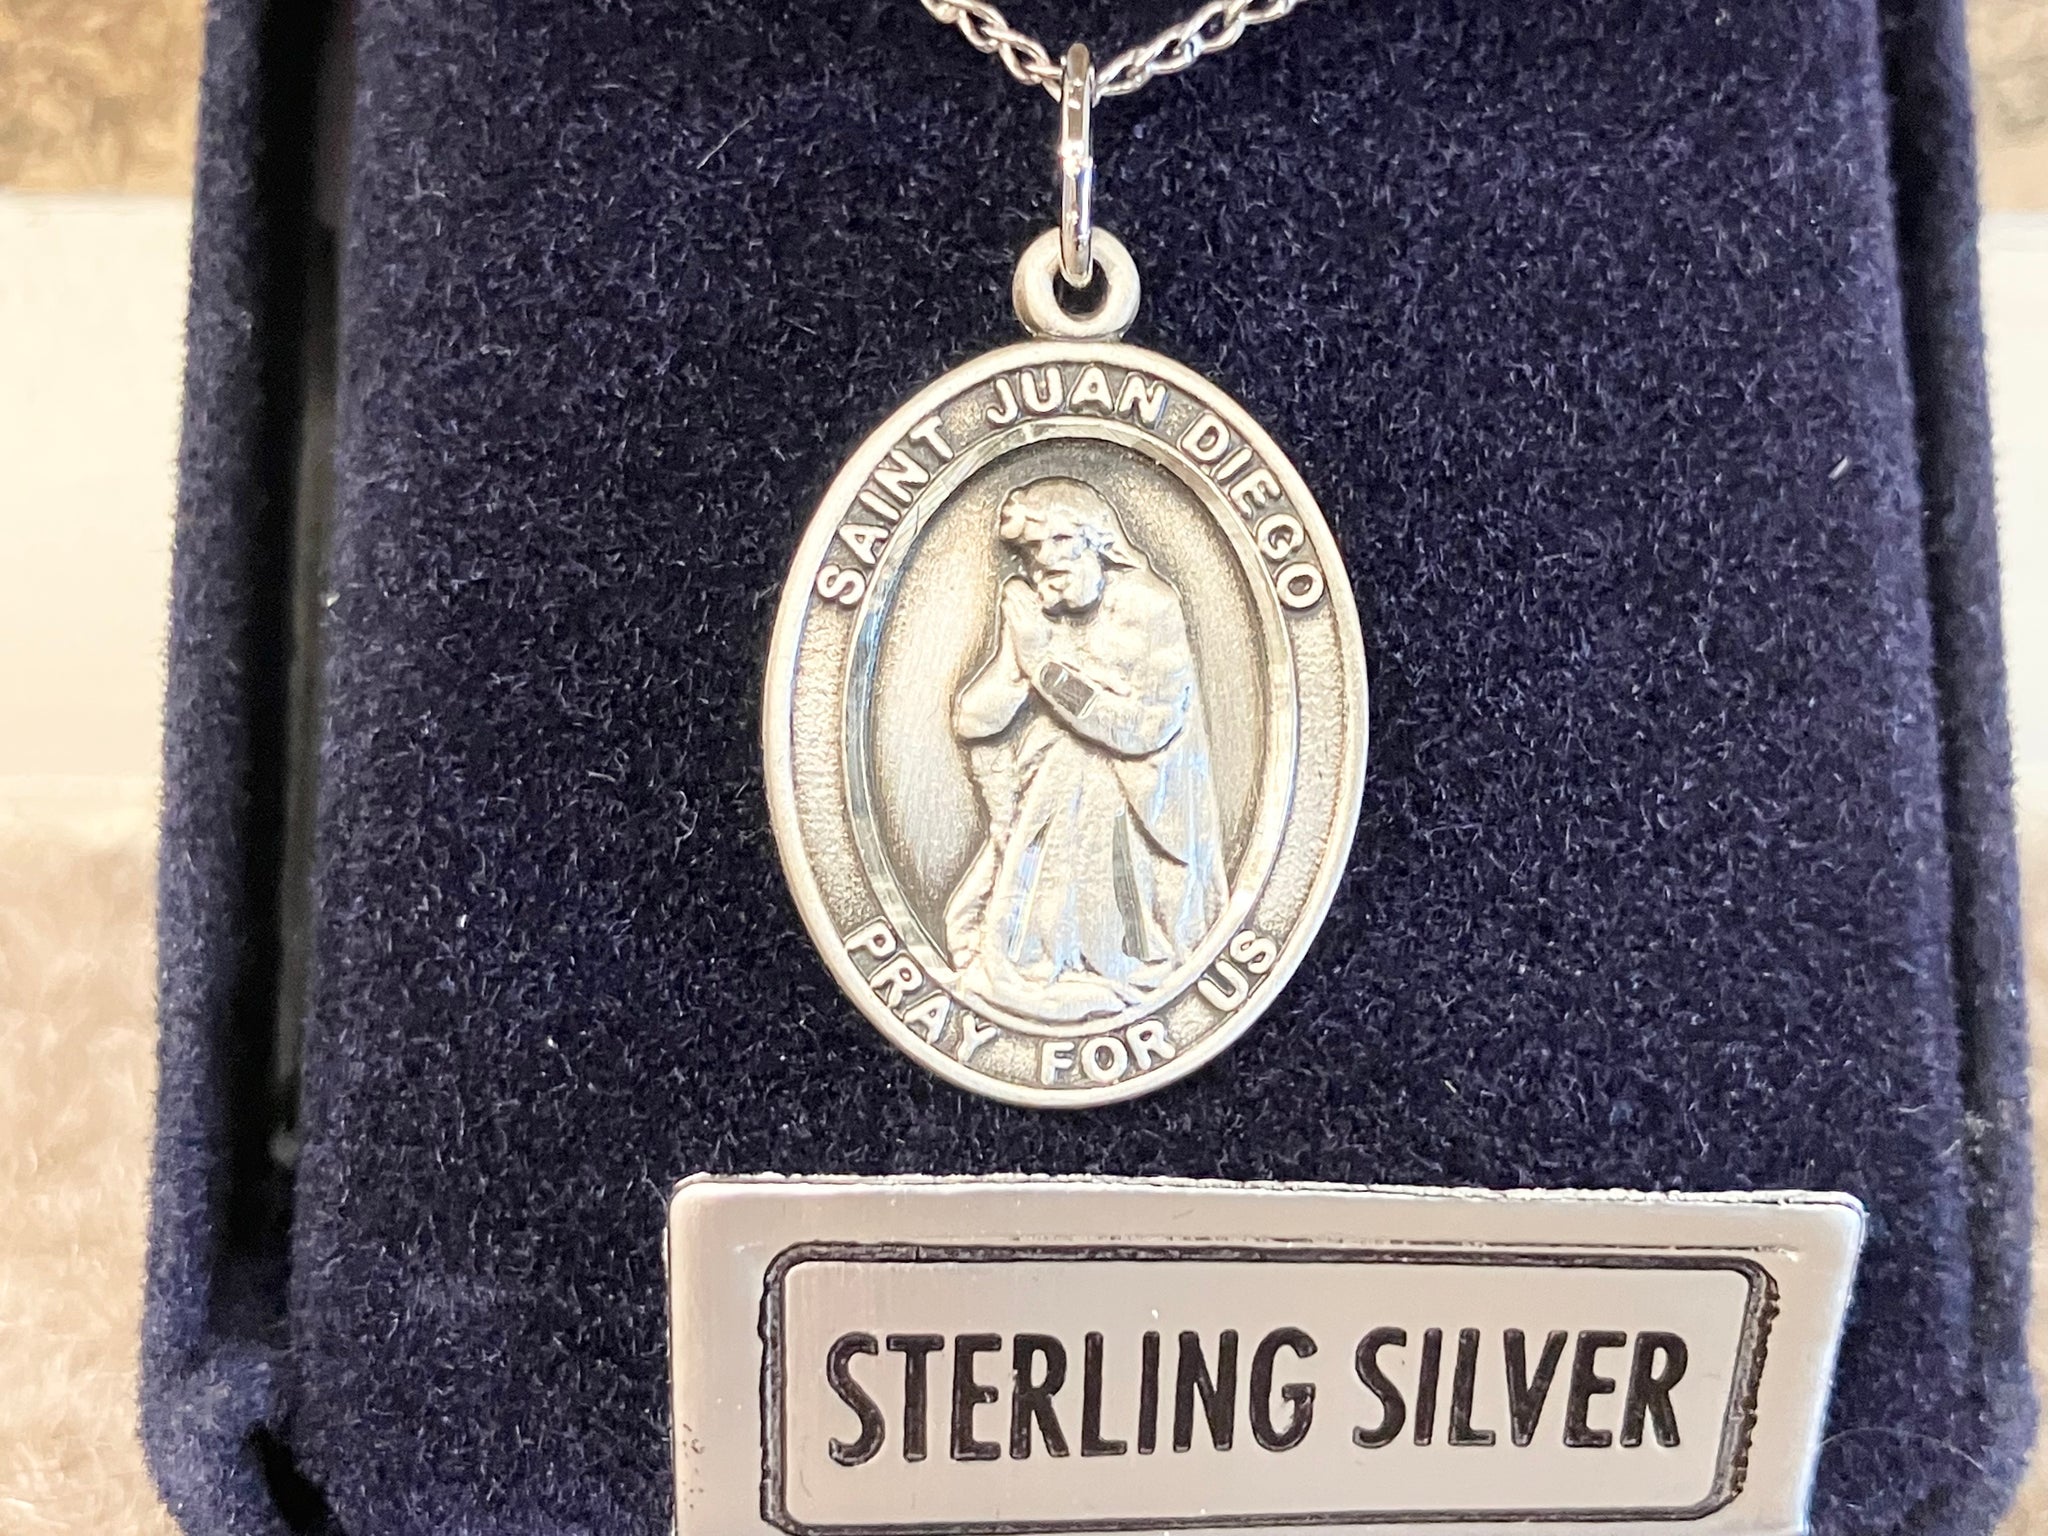 SAINT JUAN DIEGO
PRAY FOR US
STERLING SILVER